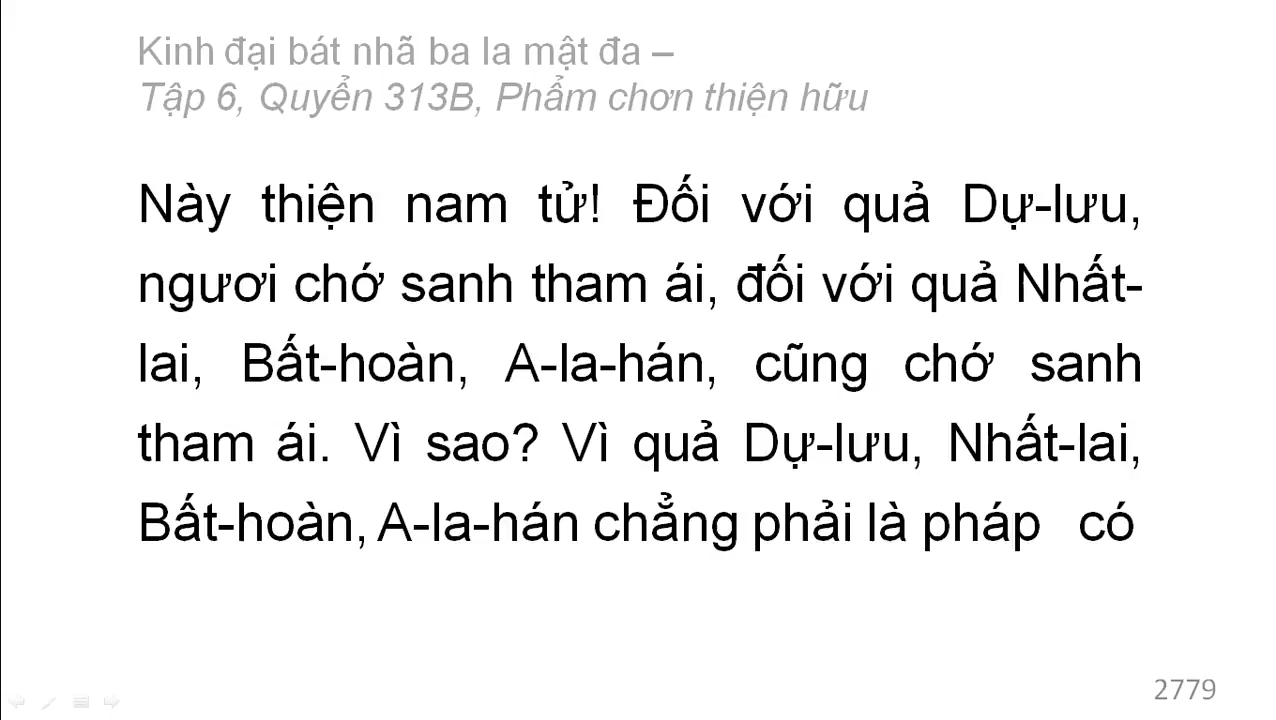 Kinh đại bát nhã ba la mật đa –
Tập 6, Quyển 313B, Phẩm chơn thiện hữu
Này thiện nam tử! Đối với quả Dự-lưu,
ngươi chớ sanh tham ái, đối với quả Nhất-
lai, Bất-hoàn, A-la-hán, cũng chớ sanh
tham ái. Vì sao? Vì quả Dự-lưu, Nhất-lai,
Bất-hoàn, A-la-hán chẳng phải là pháp có
2779